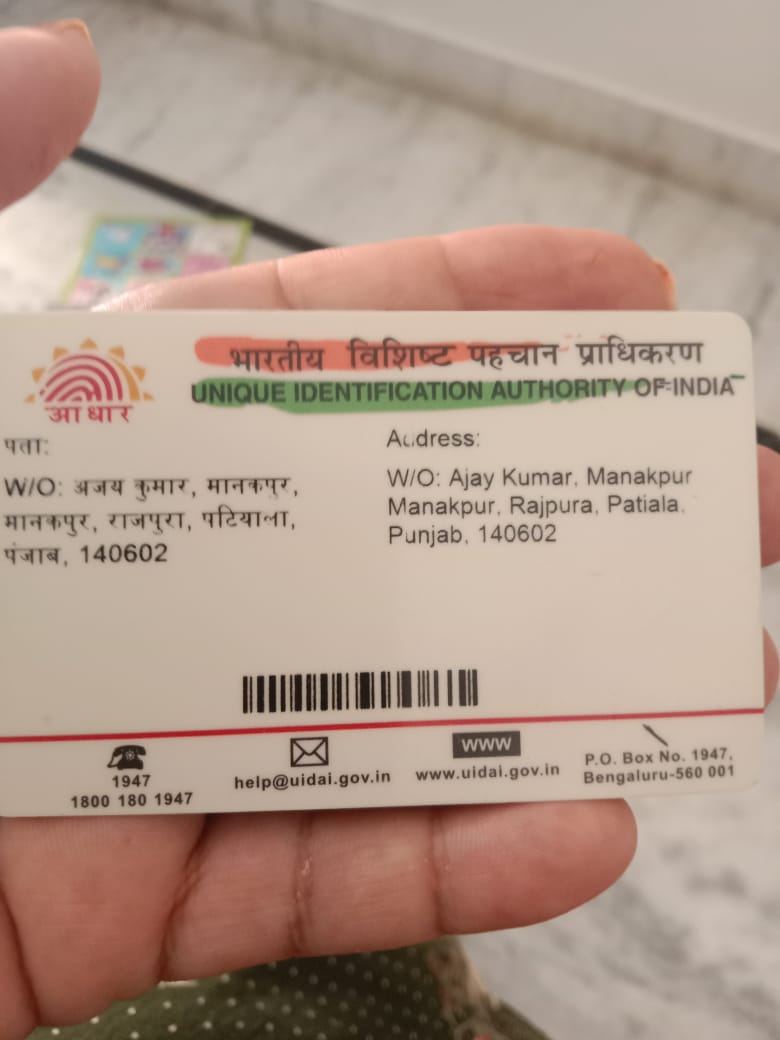 भारतीय विशिष्ट पहचान प्राधिकरण
UNIQUE IDENTIFICATION AUTHORITY OF INDIA
आधार
पता:
W/O: अजय कुमार, मानकपुर,
मानकपुर, राजपुरा, पटियाला,
पंजाब, 140602
Address:
W/O: Ajay Kumar, Manakpur
Manakpur, Rajpura, Patiala,
Punjab, 140602
1947
1800 180 1947
help@uidai.gov.in
WWW
www.uidai.gov.in
P.O. Box No. 1947,
Bengaluru-560 001